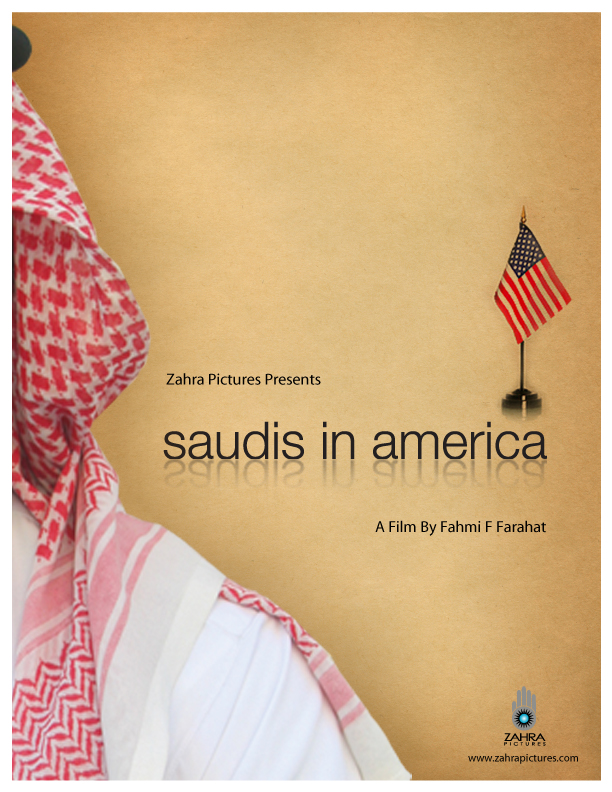 Zahra Pictures Presents
saudis in america
A Film By Fahmi F Farahat
ZAHRA
PICTURES
www.zahrapictures.com